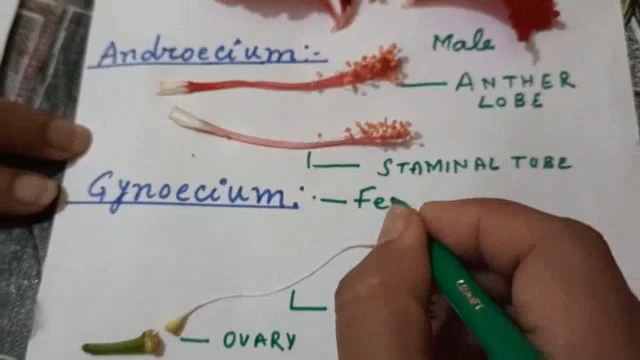 Androecium:-
Male
ANTHER
LOBE
STAMINAL TUBE
Gynoecium:-
— Fe
OVARY